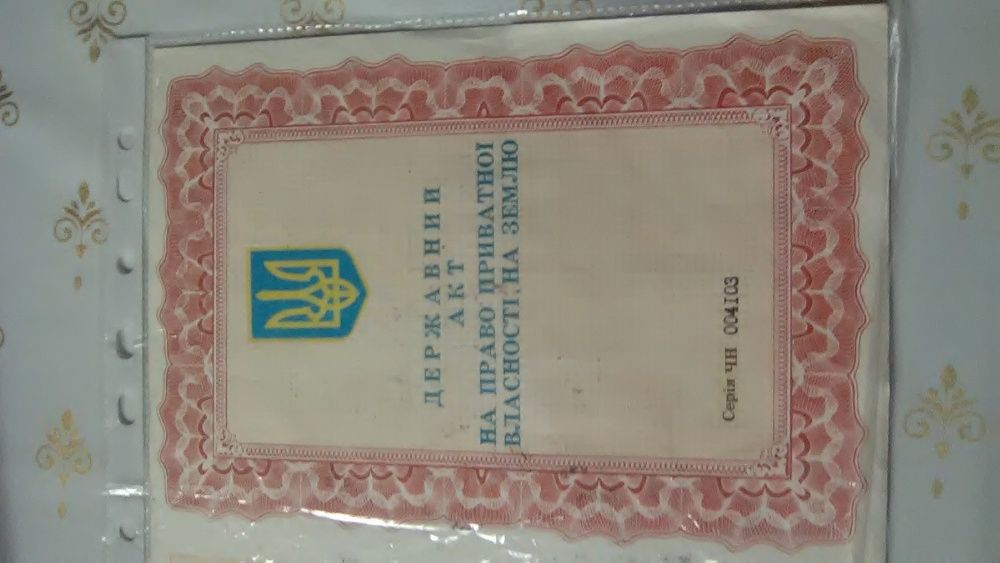 ДЕРЖАВНИЙ
АКТ
НА ПРАВО ПРИВАТНОЇ
ВЛАСНОСТІ НА ЗЕМЛЮ
Серія ЧН 004103